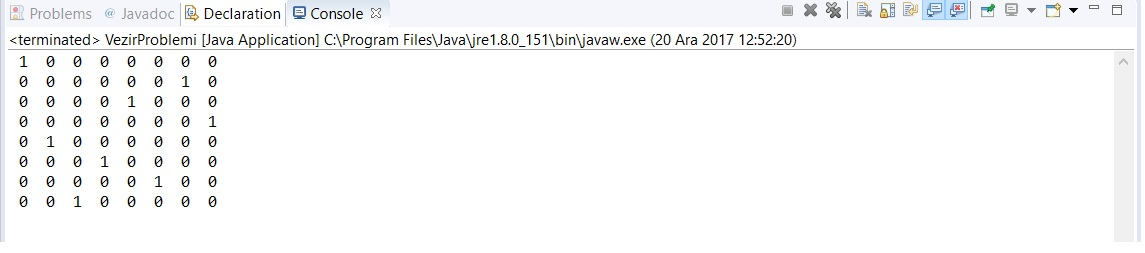 Problems @ Javadoc Declaration Console
<terminated> VezirProblemi [Java Application] C:\Program Files\Java\jre1.8.0_151\bin\javaw.exe (20 Ara 2017 12:52:20)
1 0 0 0 0 0 0 0
0 0 0 0 0 0 1 0
0 0 0 0 1 0 0 0
0 0 0 0 0 0 0 1
0 1 0 0 0 0 0 0
0 0 0 1 0 0 0 0
0 0 0 0 0 1 0 0
0 0 1 0 0 0 0 0